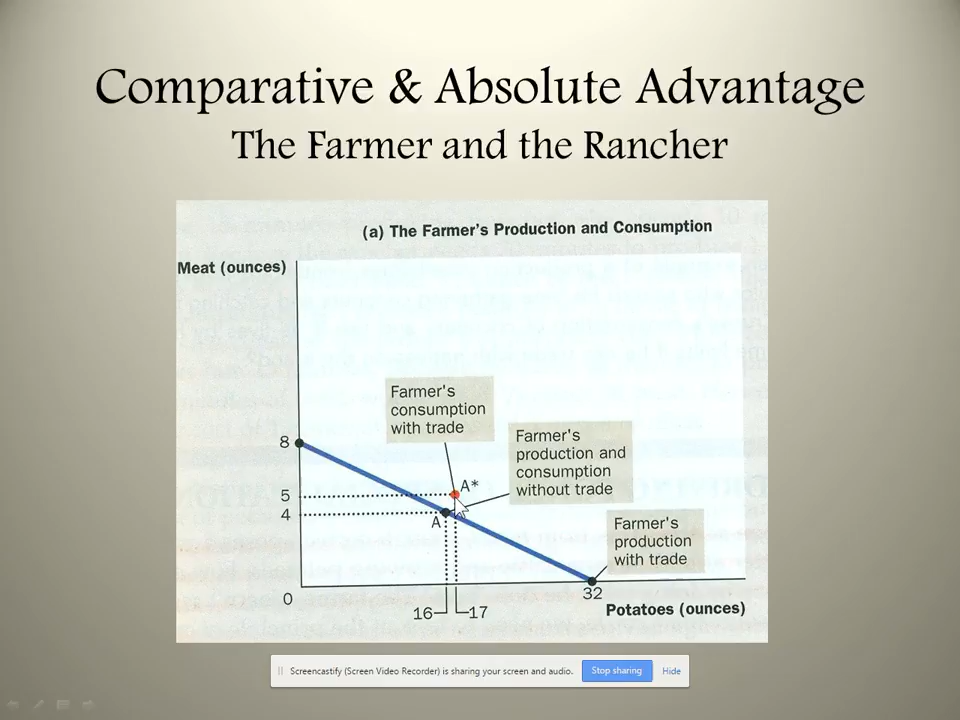 Comparative & Absolute Advantage
The Farmer and the Rancher
(a) The Farmer's Production and Consumption
Meat (ounces)
Farmer's
consumption
with trade
Farmer's
production and
consumption
without trade
8
A*
5
4
A
Farmer's
production
with trade
0
32
16
17
Potatoes (ounces)
Screencastify (Screen Video Recorder) is sharing your screen and audio.
Stop sharing
Hide